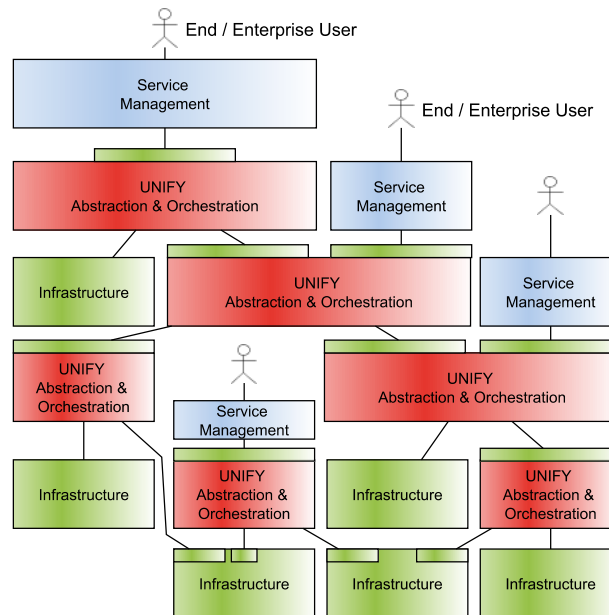 End / Enterprise User
Service
Management
End / Enterprise User
UNIFY
Abstraction & Orchestration
Service
Management
Infrastructure
UNIFY
Abstraction & Orchestration
Service
Management
UNIFY
Abstraction &
Orchestration
UNIFY
Abstraction & Orchestration
Service
Management
Infrastructure
UNIFY
Abstraction &
Orchestration
Infrastructure
UNIFY
Abstraction &
Orchestration
Infrastructure
Infrastructure
Infrastructure